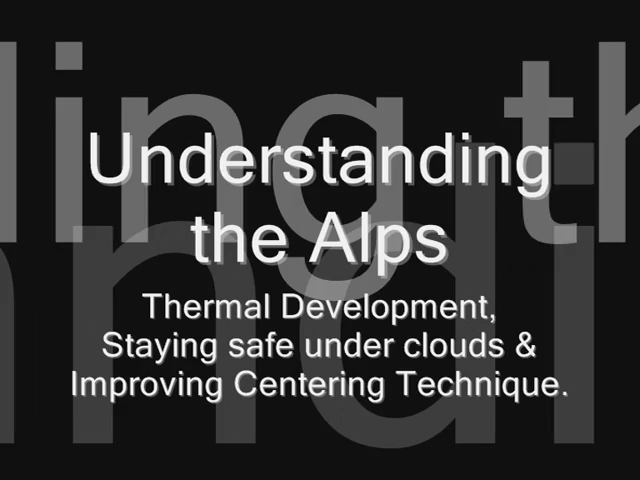 Understanding
the Alps
Thermal Development,
Staying safe under clouds &
Improving Centering Technique.